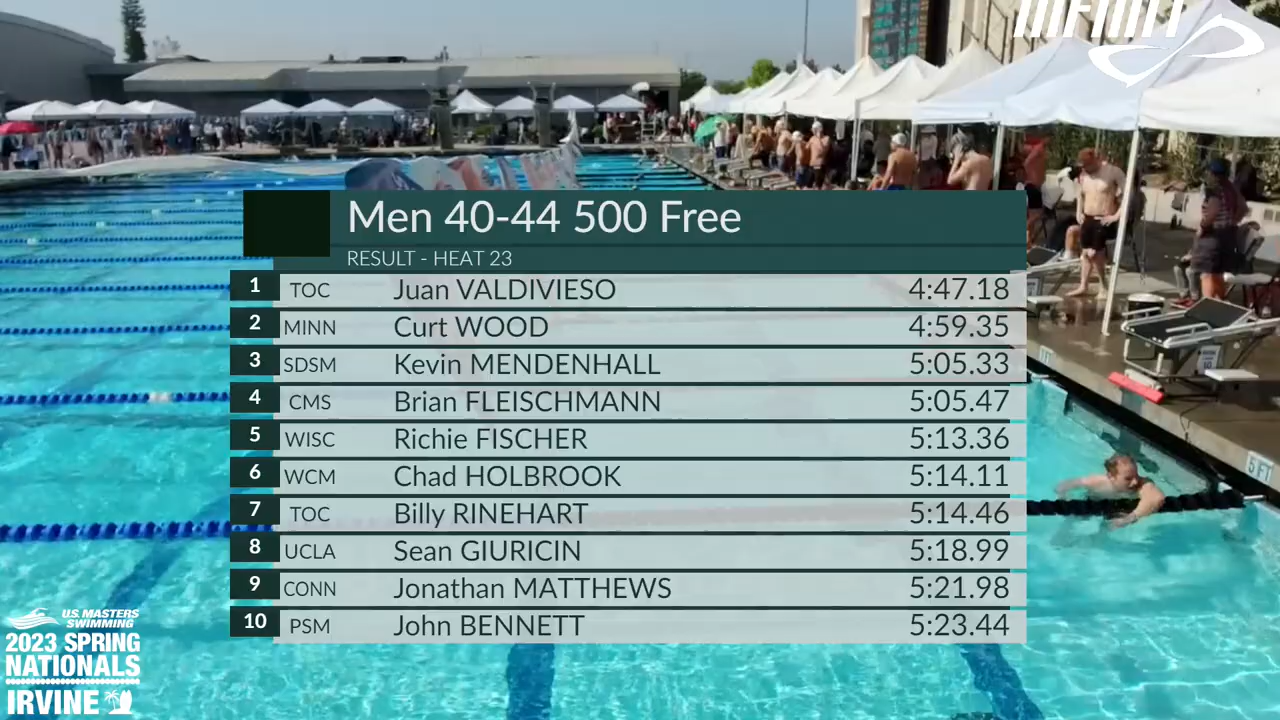 INFINIT
Men 40-44 500 Free
RESULT - HEAT 23
1 TOC Juan VALDIVIESO 4:47.18
2 MINN Curt WOOD 4:59.35
3 SDSM Kevin MENDENHALL 5:05.33
4 CMS Brian FLEISCHMANN 5:05.47
5 WISC Richie FISCHER 5:13.36
6 WCM Chad HOLBROOK 5:14.11
7 TOC Billy RINEHART 5:14.46
8 UCLA Sean GIURICIN 5:18.99
9 CONN Jonathan MATTHEWS 5:21.98
10 PSM John BENNETT 5:23.44
5 FT
U.S. MASTERS
SWIMMING
2023 SPRING
NATIONALS
IRVINE